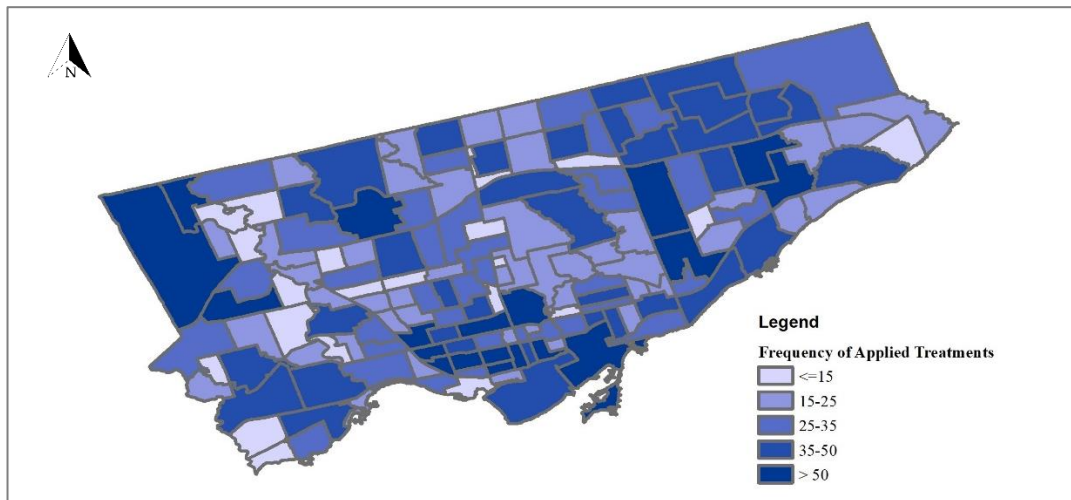 N
Legend
Frequency of Applied Treatments
<=15
15-25
25-35
35-50
> 50